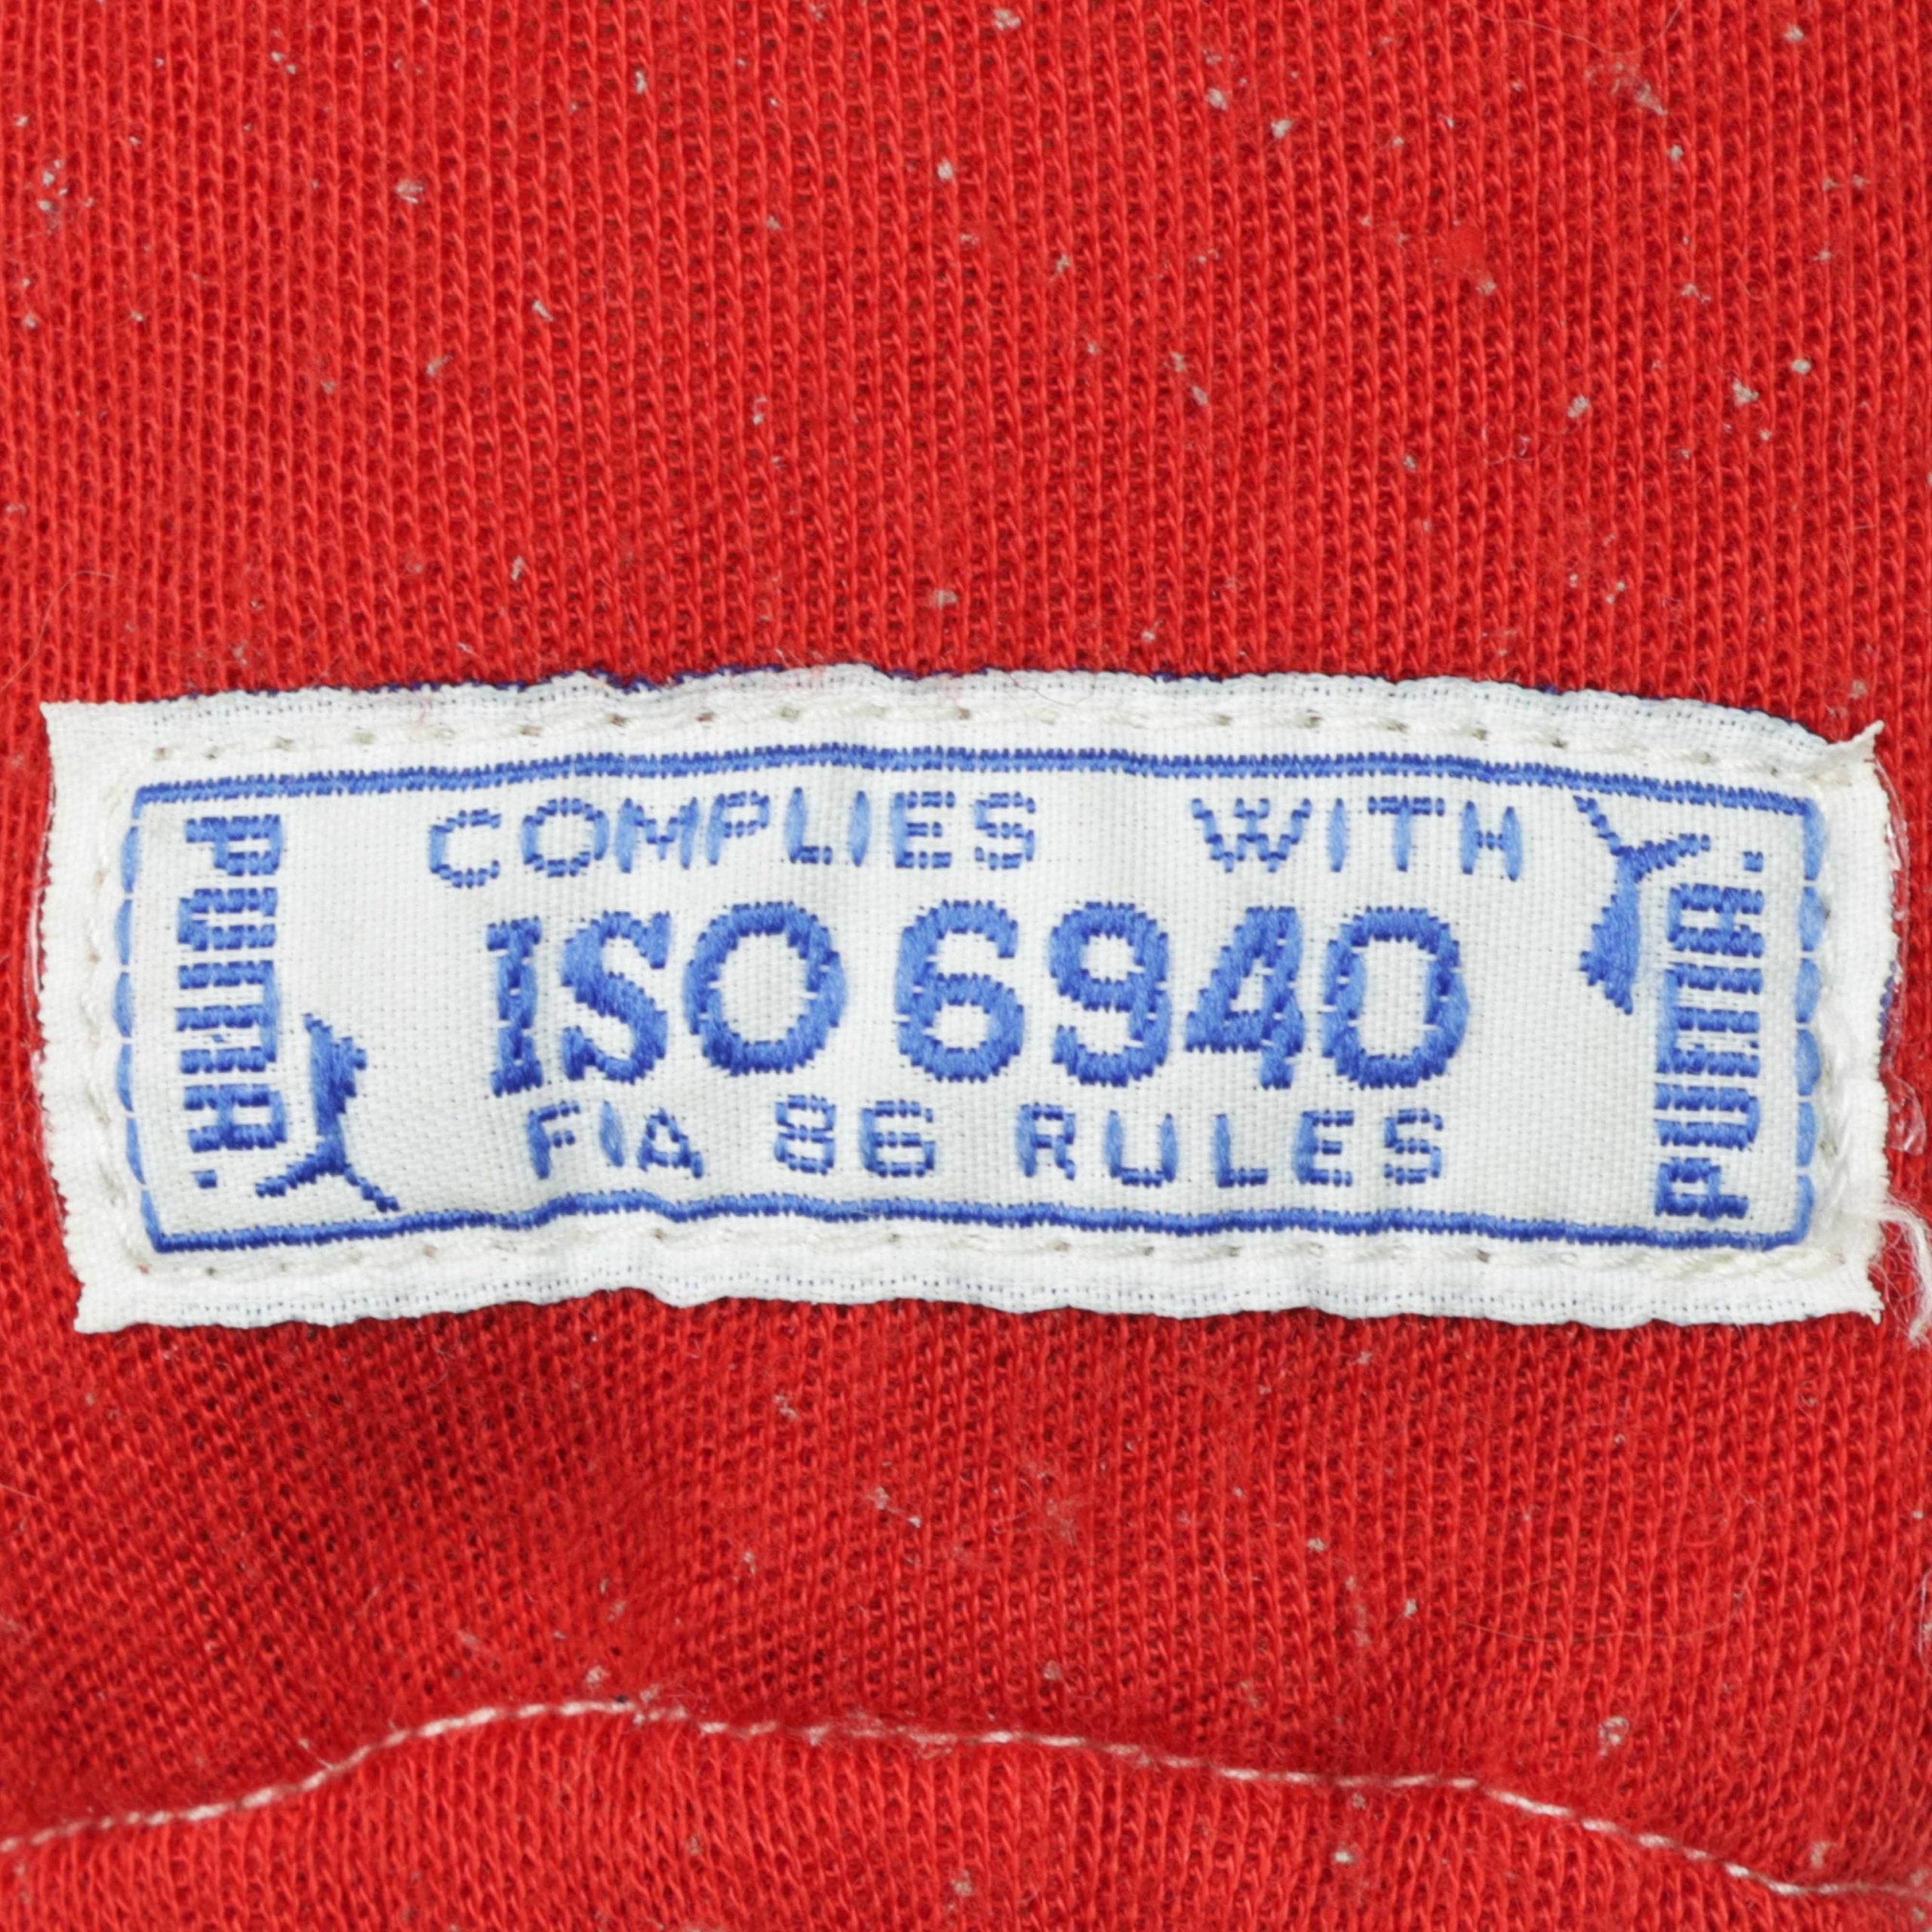 PUMA.
COMPLIES WITH
ISO 6940
FIA 86 RULES
PUMA.